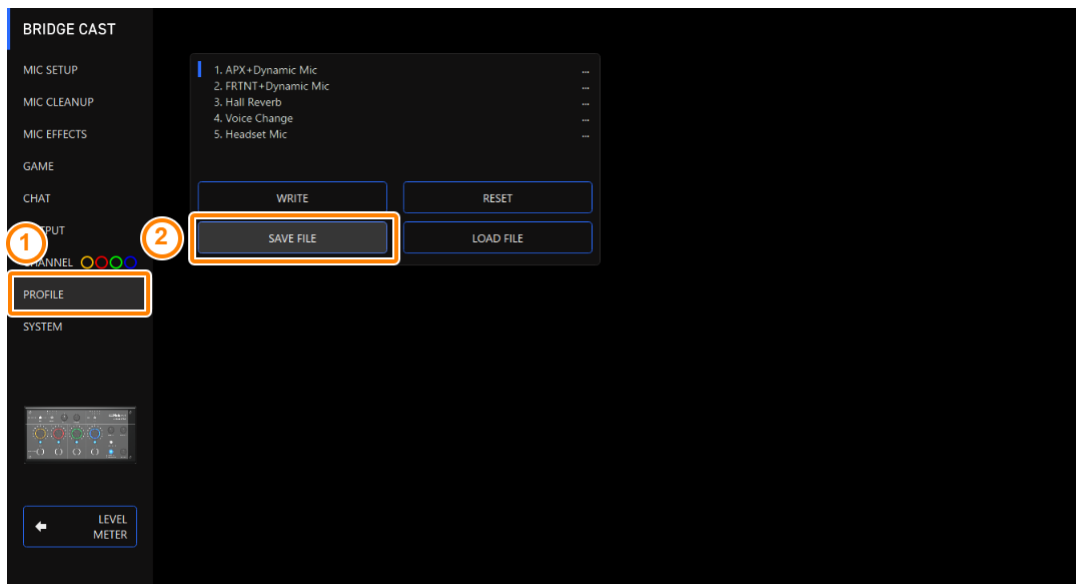 BRIDGE CAST
MIC SETUP
MIC CLEANUP
MIC EFFECTS
GAME
CHAT
TPUT
ANNEL
PROFILE
SYSTEM
LEVEL
METER
1
2
1. APX+Dynamic Mic ...
2. FRTNT+Dynamic Mic ...
3. Hall Reverb ...
4. Voice Change ...
5. Headset Mic ...
WRITE
RESET
SAVE FILE
LOAD FILE